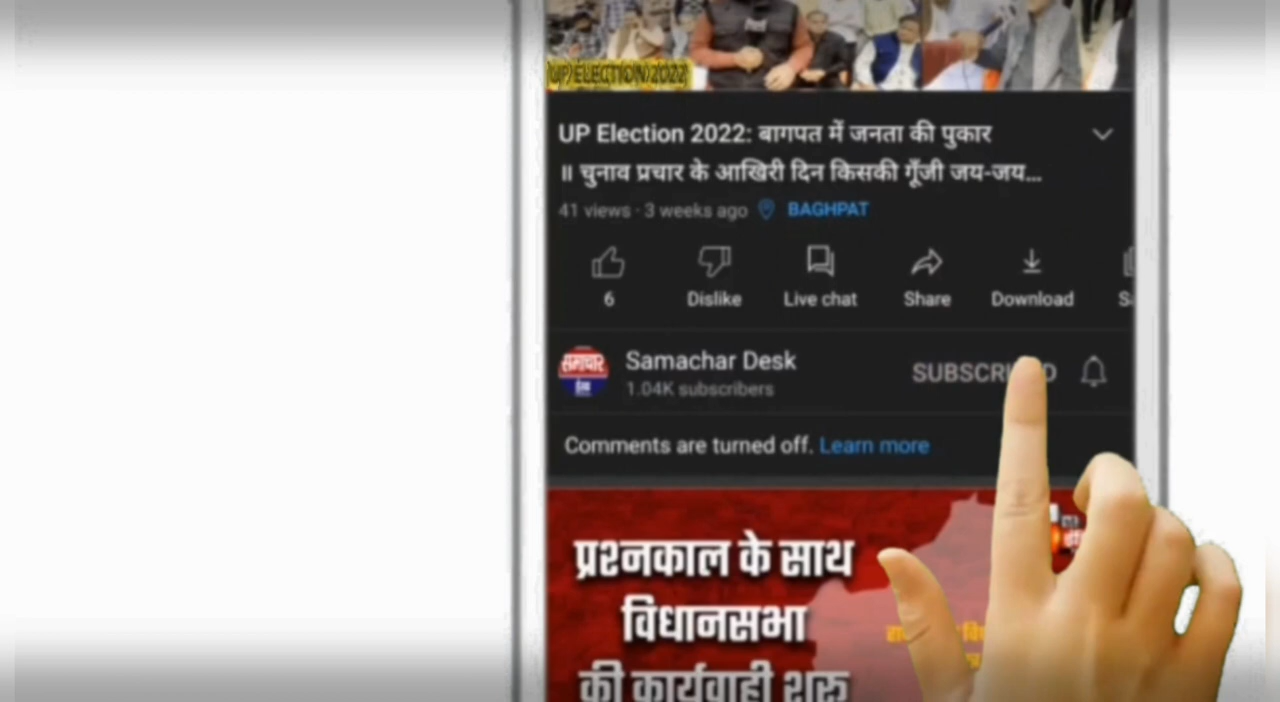 UP ELECTION 2022
UP Election 2022: बागपत में जनता की पुकार
॥ चुनाव प्रचार के आखिरी दिन किसकी गूँजी जय-जय...
41 views · 3 weeks ago BAGHPAT
6 Dislike Live chat Share Download
समाचार
Samachar Desk
1.04K subscribers
Comments are turned off. Learn more
प्रश्नकाल के साथ
विधानसभा
की कार्यवाही शुरू